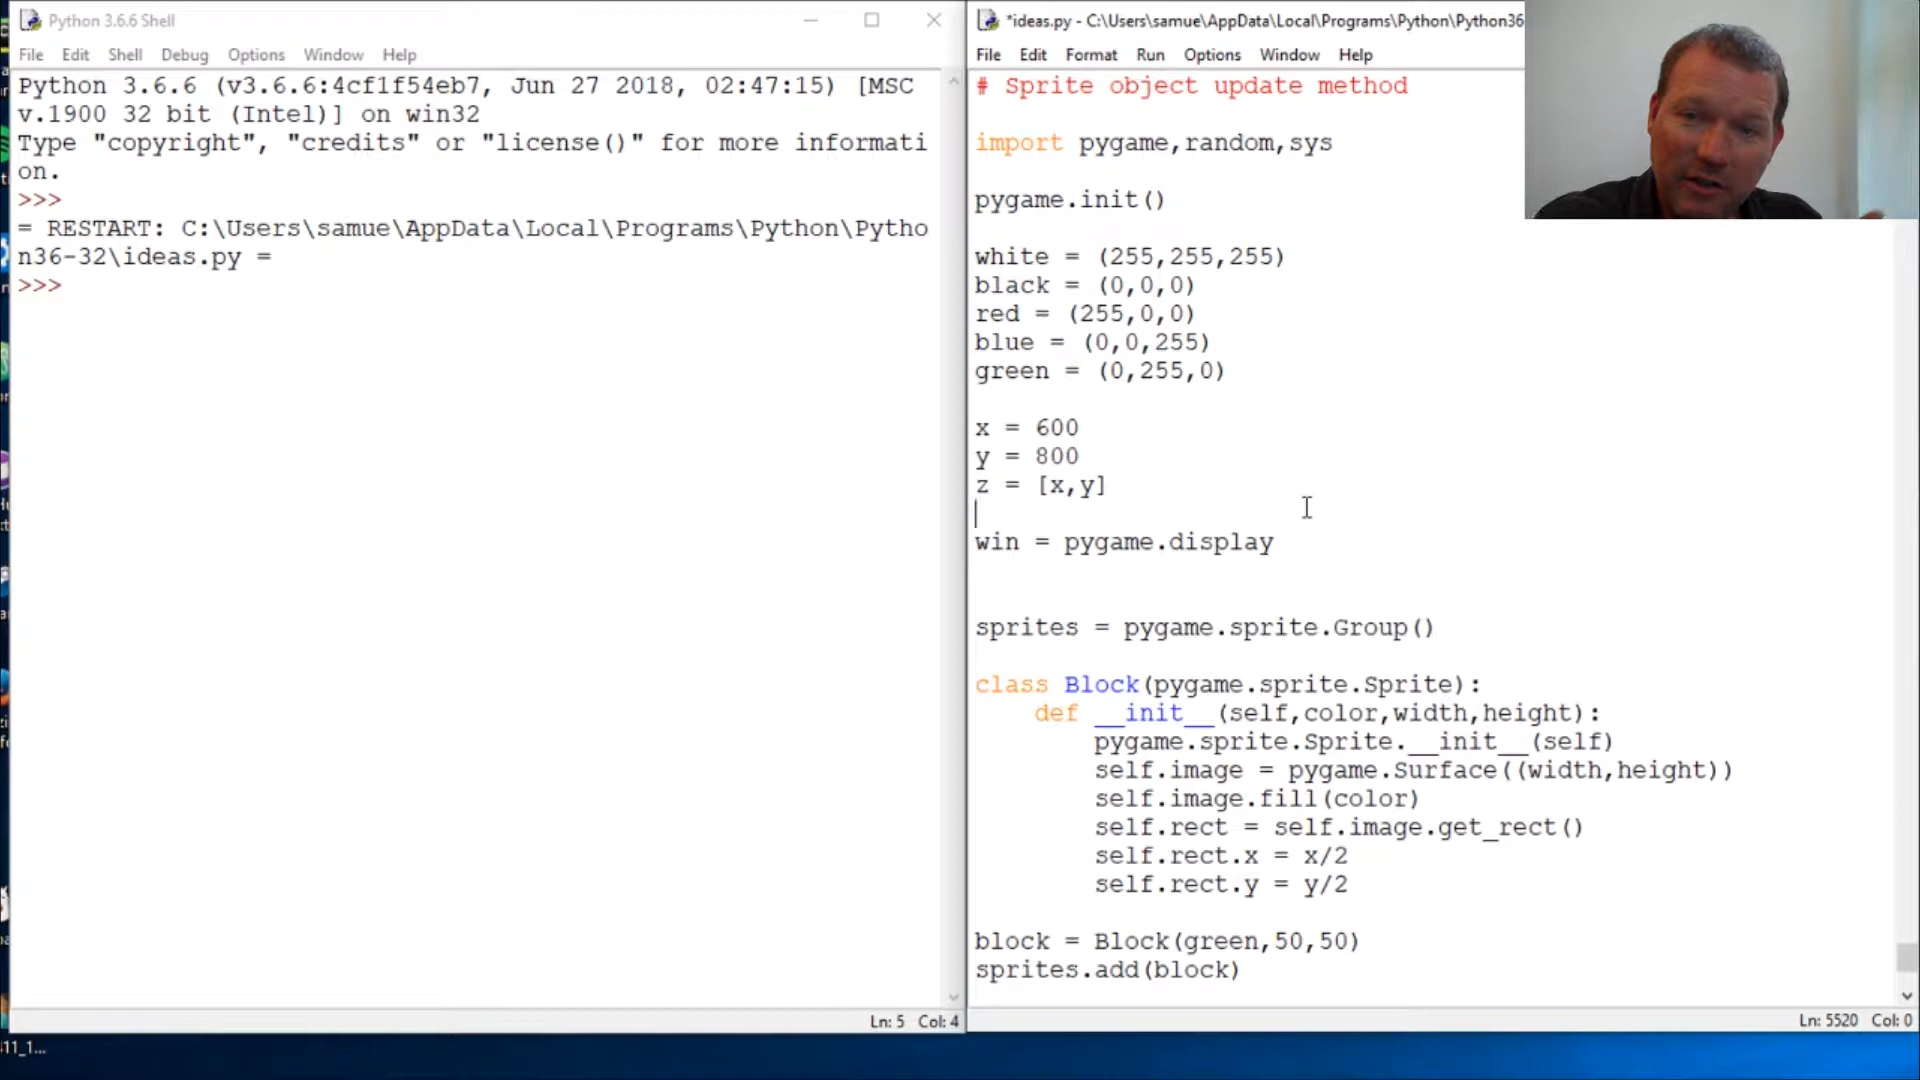 Python 3.6.6 Shell
File Edit Shell Debug Options Window Help
Python 3.6.6 (v3.6.6:4cf1f54eb7, Jun 27 2018, 02:47:15) [MSC
v.1900 32 bit (Intel)] on win32
Type "copyright", "credits" or "license()" for more informati
on.
>>>
= RESTART: C:\Users\samue\AppData\Local\Programs\Python\Pytho
n36-32\ideas.py =
>>>
Ln: 5 Col: 4
*ideas.py - C:\Users\samue\AppData\Local\Programs\Python\Python36
File Edit Format Run Options Window Help
# Sprite object update method
import pygame,random,sys
pygame.init()
white = (255,255,255)
black = (0,0,0)
red = (255,0,0)
blue = (0,0,255)
green = (0,255,0)
x = 600
y = 800
z = [x,y]
win = pygame.display
sprites = pygame.sprite.Group()
class Block(pygame.sprite.Sprite):
    def __init__(self,color,width,height):
        pygame.sprite.Sprite.__init__(self)
        self.image = pygame.Surface((width,height))
        self.image.fill(color)
        self.rect = self.image.get_rect()
        self.rect.x = x/2
        self.rect.y = y/2
block = Block(green,50,50)
sprites.add(block)
Ln: 5520 Col: 0
11_1...